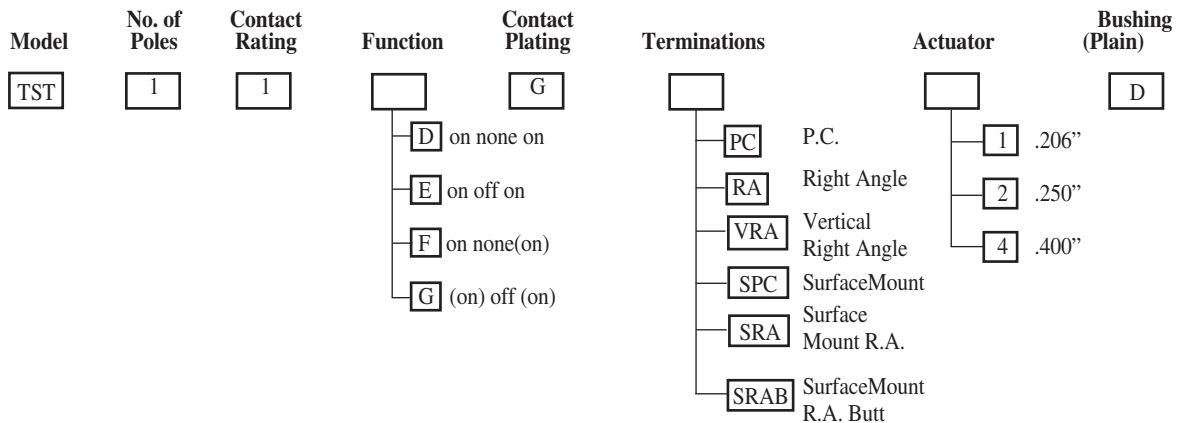 Model
No. of
Poles
Contact
Rating
Function
Contact
Plating
Terminations
Actuator
Bushing
(Plain)
TST
1
1
G
D
D on none on
E on off on
F on none(on)
G (on) off (on)
PC P.C.
RA Right Angle
VRA Vertical
Right Angle
SPC SurfaceMount
SRA Surface
Mount R.A.
SRAB SurfaceMount
R.A. Butt
1 .206”
2 .250”
4 .400”